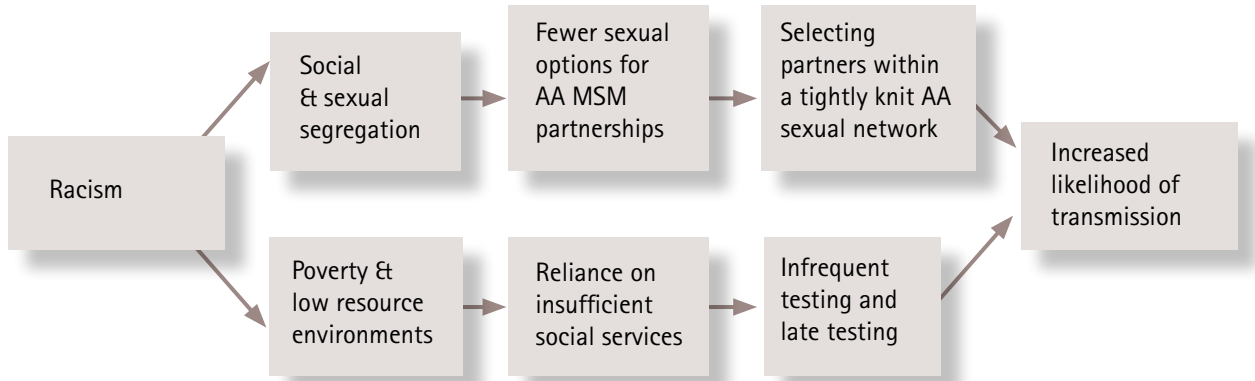 Racism
Social
& sexual
segregation
Fewer sexual
options for
AA MSM
partnerships
Selecting
partners within
a tightly knit AA
sexual network
Poverty &
low resource
environments
Reliance on
insufficient
social services
Infrequent
testing and
late testing
Increased
likelihood of
transmission